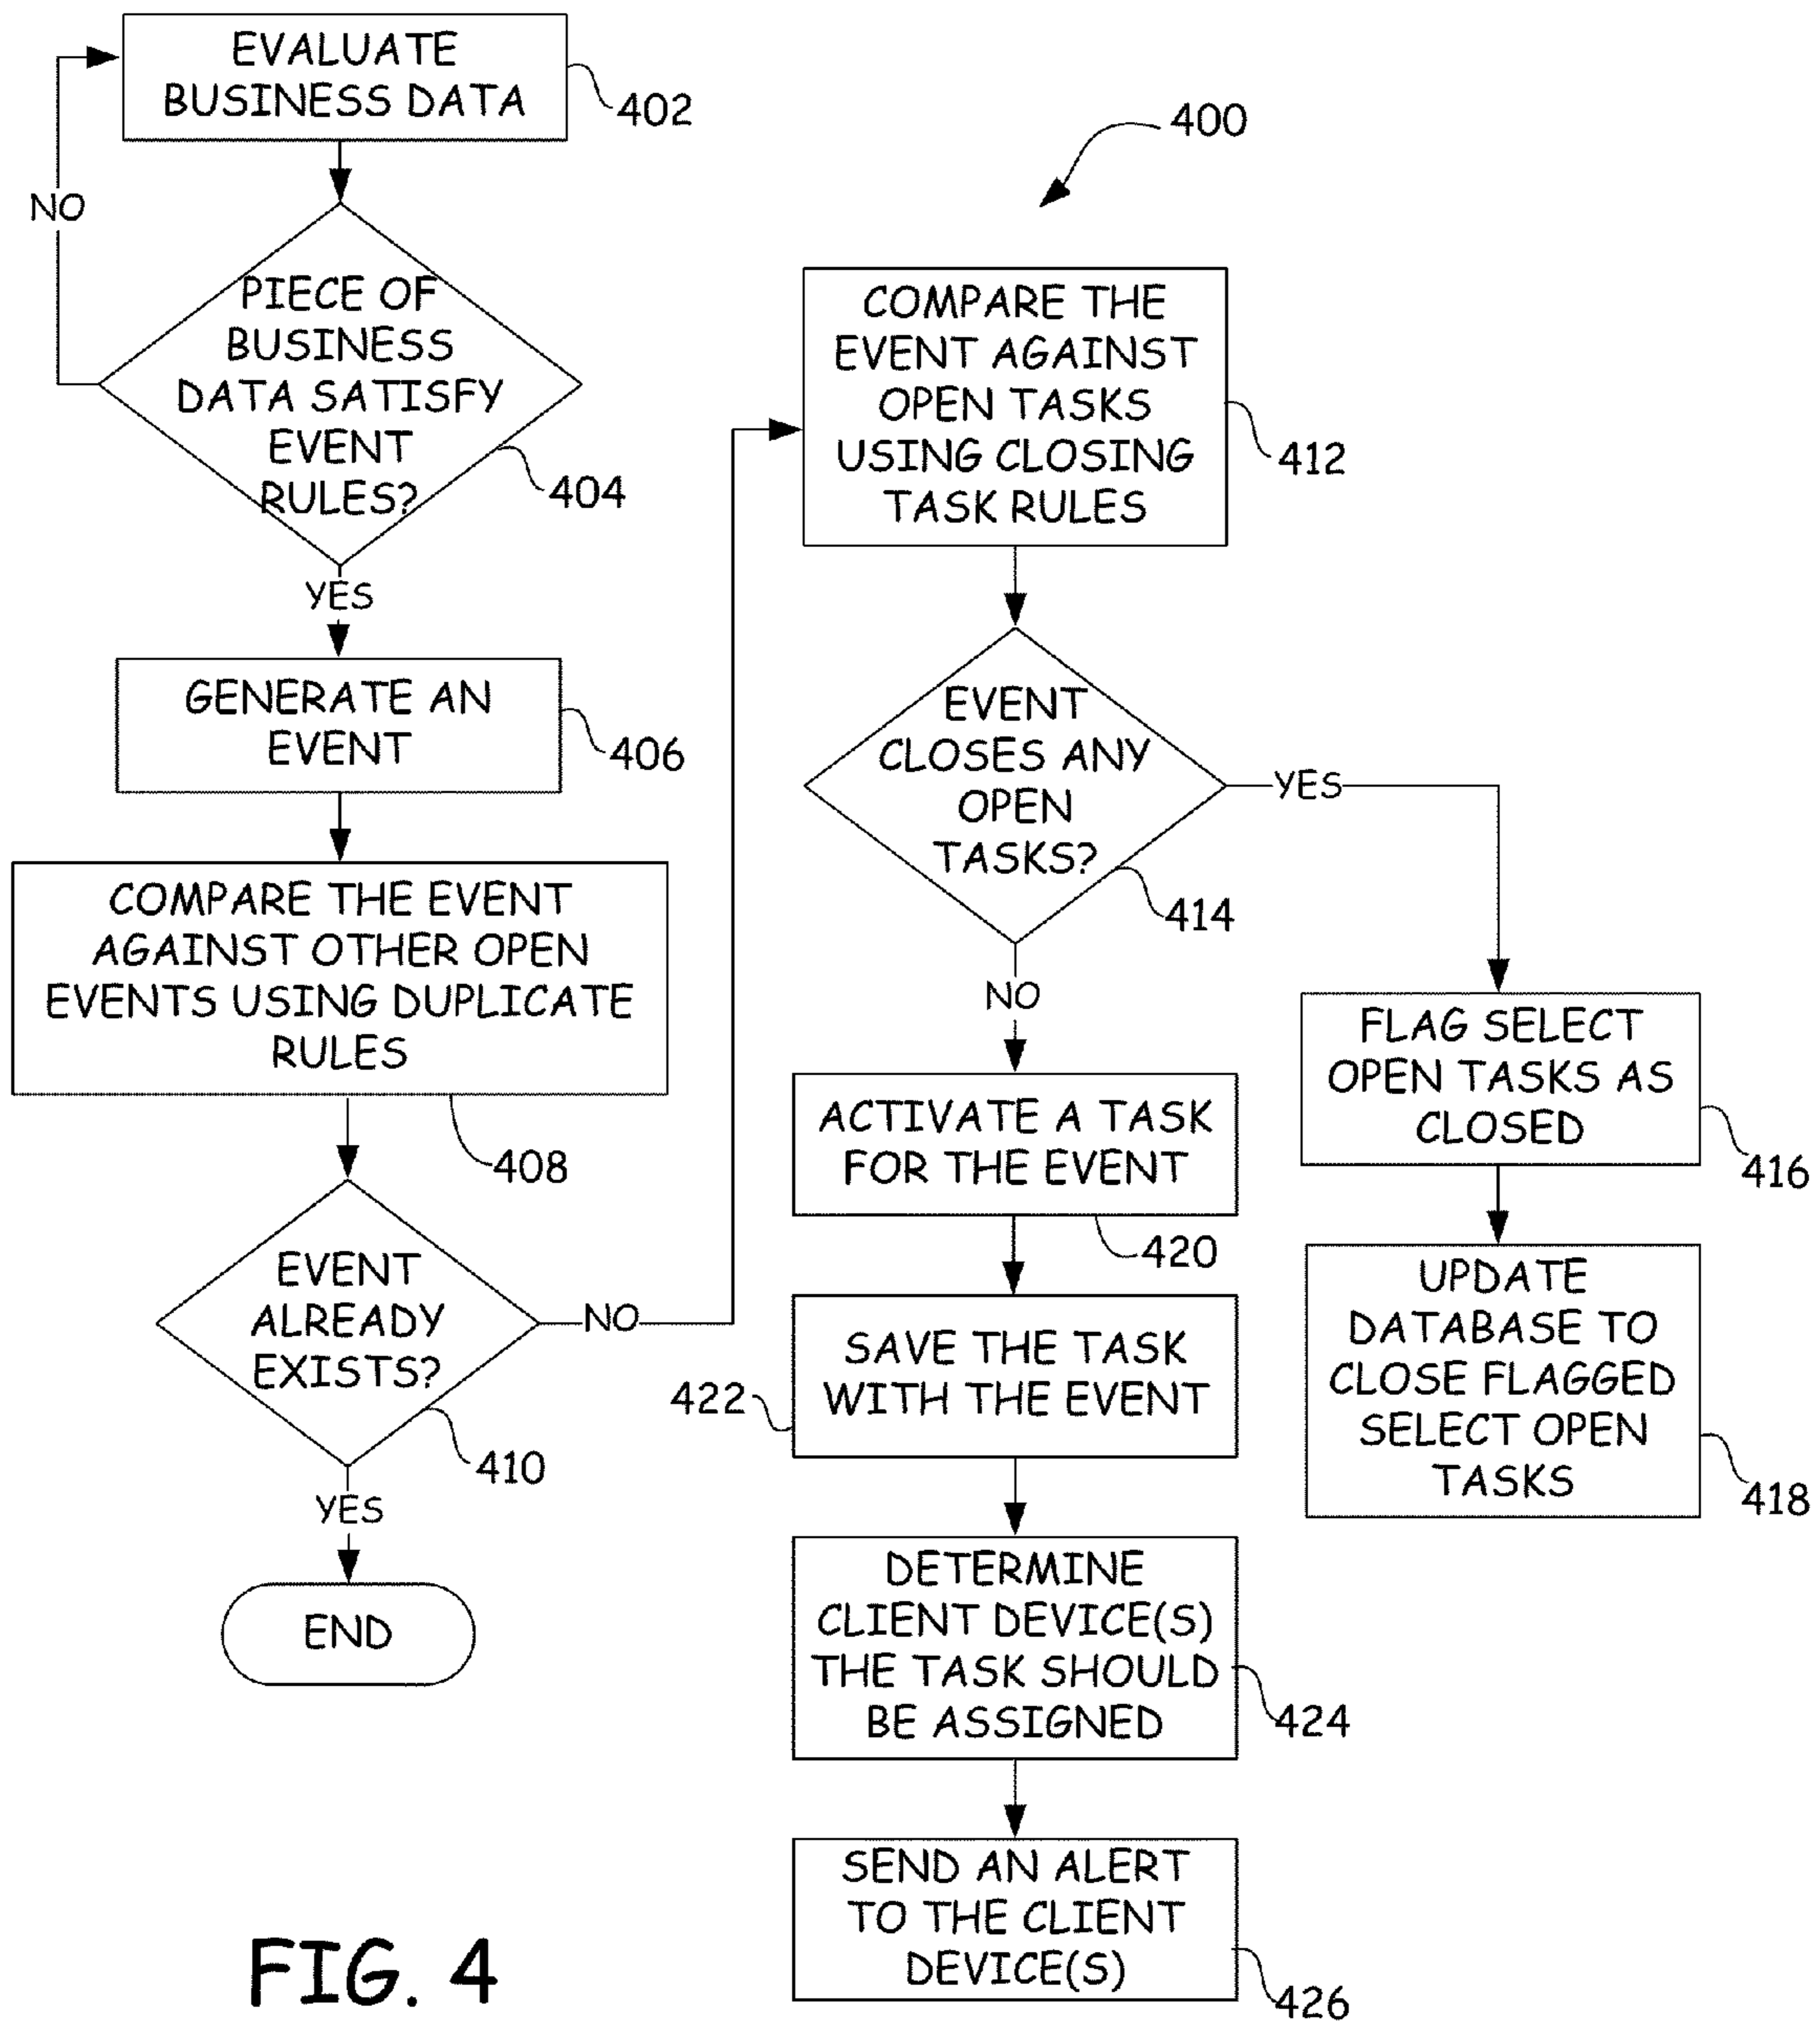 EVALUATE
BUSINESS DATA
402
NO
PIECE OF
BUSINESS
DATA SATISFY
EVENT
RULES?
404
YES
GENERATE AN
EVENT
406
COMPARE THE EVENT
AGAINST OTHER OPEN
EVENTS USING DUPLICATE
RULES
408
EVENT
ALREADY
EXISTS?
410
NO
YES
END
400
COMPARE THE
EVENT AGAINST
OPEN TASKS
USING CLOSING
TASK RULES
412
EVENT
CLOSES ANY
OPEN
TASKS?
414
YES
NO
FLAG SELECT
OPEN TASKS AS
CLOSED
416
UPDATE
DATABASE TO
CLOSE FLAGGED
SELECT OPEN
TASKS
418
ACTIVATE A TASK
FOR THE EVENT
420
SAVE THE TASK
WITH THE EVENT
422
DETERMINE
CLIENT DEVICE(S)
THE TASK SHOULD
BE ASSIGNED
424
SEND AN ALERT
TO THE CLIENT
DEVICE(S)
426
FIG. 4